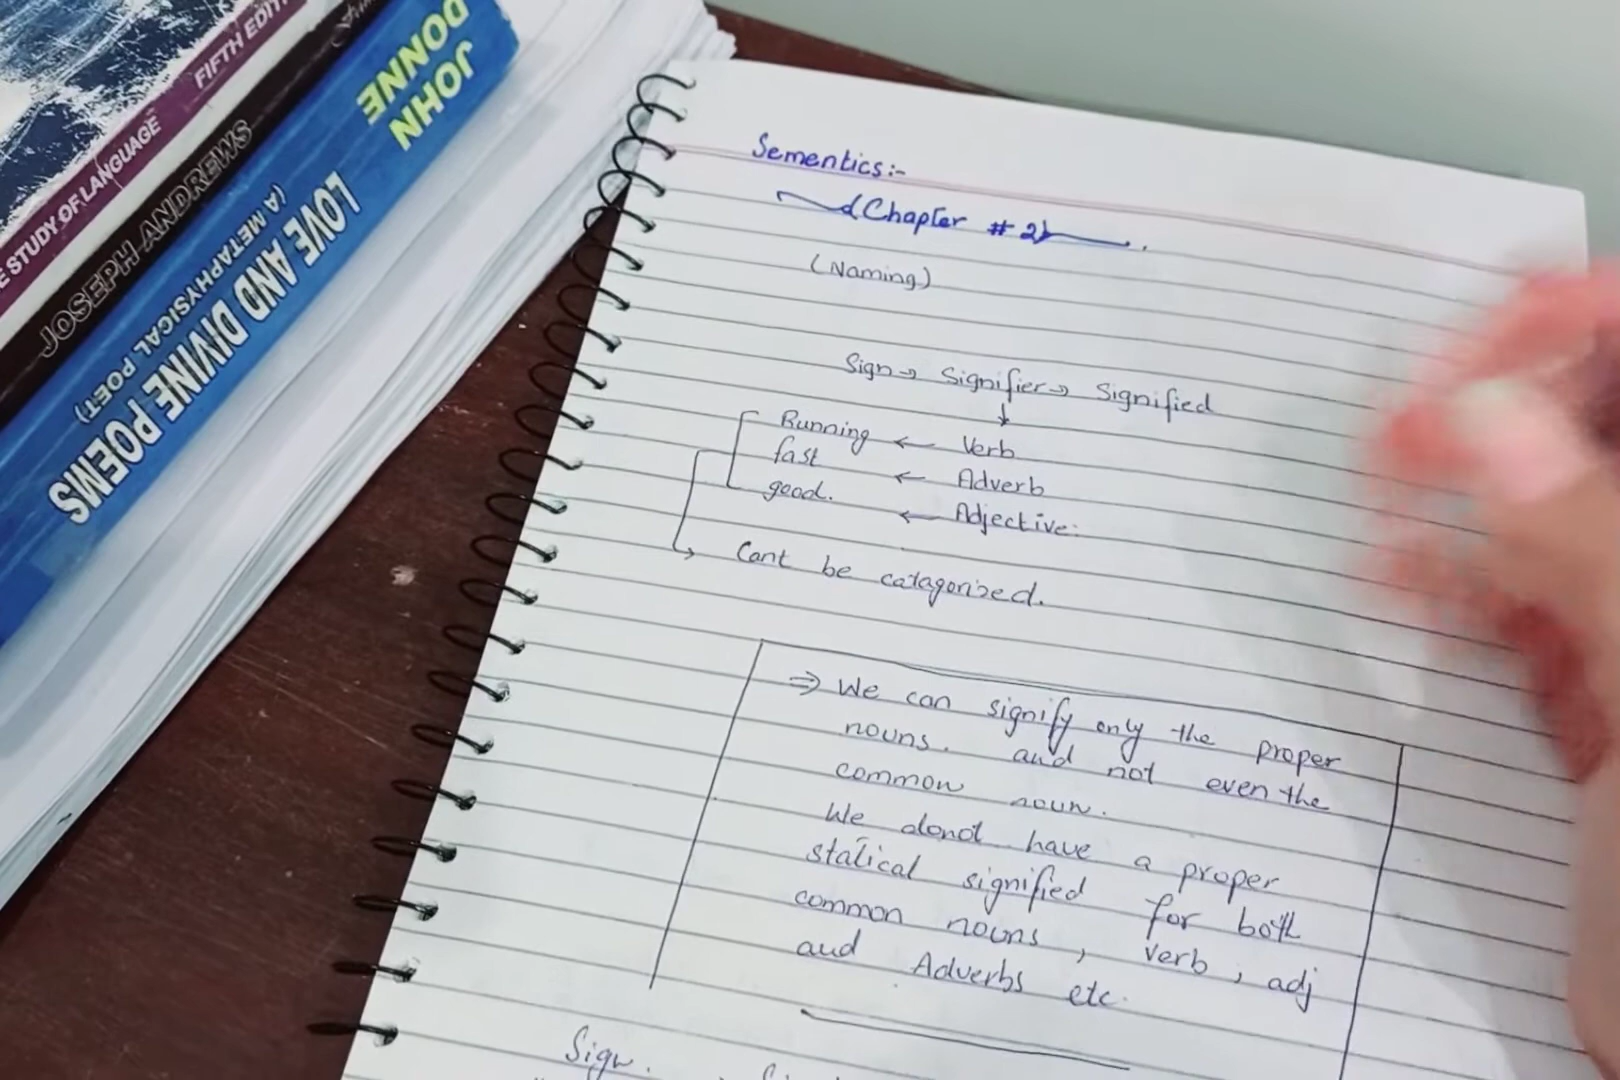 FIFTH EDIT
E STUDY OF LANGUAGE
JOSEPH ANDREWS
JOHN
DONNE
LOVE AND DIVINE POEMS
(A METAPHYSICAL POET)
Sementics:-
(Chapter # 2)
(Naming)
Sign → Signifier → Signified
↓
Running ← Verb
fast ← Adverb
good. ← Adjective:
→ Cant be catagorized.
⇒ We can signify only the proper
nouns. and not even the
common noun.
We donot have a proper
statical signified for both
common nouns, Verb, adj
and Adverbs etc.
Sign.